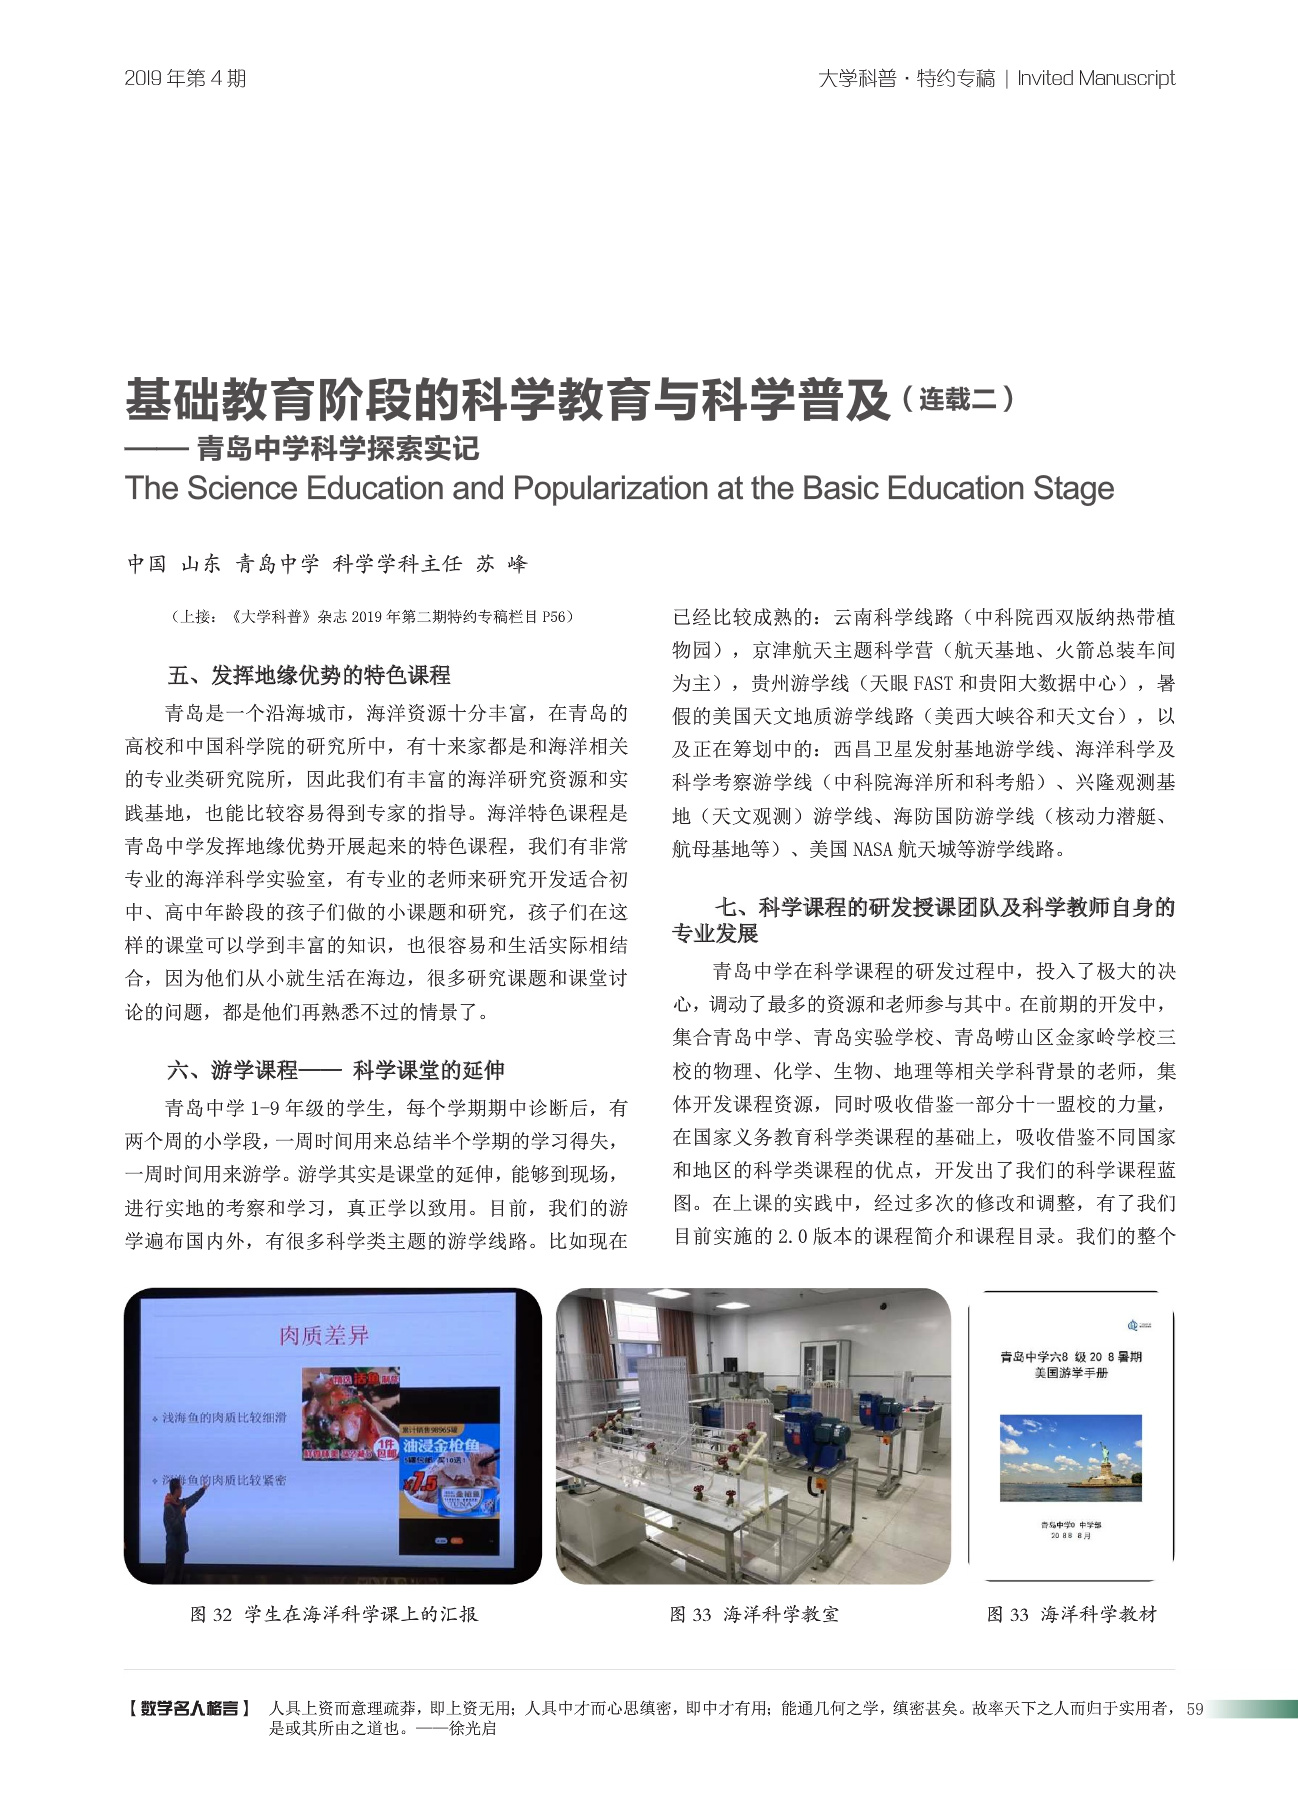 2019 年第 4 期
大学科普 · 特约专稿 | Invited Manuscript
基础教育阶段的科学教育与科学普及（连载二）
—— 青岛中学科学探索实记
The Science Education and Popularization at the Basic Education Stage
中国 山东 青岛中学 科学学科主任 苏 峰
（上接：《大学科普》杂志 2019 年第二期特约专稿栏目 P56）
五、发挥地缘优势的特色课程
青岛是一个沿海城市，海洋资源十分丰富，在青岛的
高校和中国科学院的研究所中，有十来家都是和海洋相关
的专业类研究院所，因此我们有丰富的海洋研究资源和实
践基地，也能比较容易得到专家的指导。海洋特色课程是
青岛中学发挥地缘优势开展起来的特色课程，我们有非常
专业的海洋科学实验室，有专业的老师来研究开发适合初
中、高中年龄段的孩子们做的小课题和研究，孩子们在这
样的课堂可以学到丰富的知识，也很容易和生活实际相结
合，因为他们从小就生活在海边，很多研究课题和课堂讨
论的问题，都是他们再熟悉不过的情景了。
六、游学课程—— 科学课堂的延伸
青岛中学 1-9 年级的学生，每个学期期中诊断后，有
两个周的小学段，一周时间用来总结半个学期的学习得失，
一周时间用来游学。游学其实是课堂的延伸，能够到现场，
进行实地的考察和学习，真正学以致用。目前，我们的游
学遍布国内外，有很多科学类主题的游学线路。比如现在
已经比较成熟的：云南科学线路（中科院西双版纳热带植
物园），京津航天主题科学营（航天基地、火箭总装车间
为主），贵州游学线（天眼 FAST 和贵阳大数据中心），暑
假的美国天文地质游学线路（美西大峡谷和天文台），以
及正在筹划中的：西昌卫星发射基地游学线、海洋科学及
科学考察游学线（中科院海洋所和科考船）、兴隆观测基
地（天文观测）游学线、海防国防游学线（核动力潜艇、
航母基地等）、美国 NASA 航天城等游学线路。
七、科学课程的研发授课团队及科学教师自身的
专业发展
青岛中学在科学课程的研发过程中，投入了极大的决
心，调动了最多的资源和老师参与其中。在前期的开发中，
集合青岛中学、青岛实验学校、青岛崂山区金家岭学校三
校的物理、化学、生物、地理等相关学科背景的老师，集
体开发课程资源，同时吸收借鉴一部分十一盟校的力量，
在国家义务教育科学类课程的基础上，吸收借鉴不同国家
和地区的科学类课程的优点，开发出了我们的科学课程蓝
图。在上课的实践中，经过多次的修改和调整，有了我们
目前实施的 2.0 版本的课程简介和课程目录。我们的整个
肉质差异
浅海鱼的肉质比较细滑
深海鱼的肉质比较紧密
活鱼
1件
包邮
累计销售98965罐
油浸金枪鱼
5罐包邮 买10送1
7.5
TUNA
青岛中学六8 级 20 8 暑期
美国游学手册
青岛中学0 中学部
20 8 8 8 月
图 32 学生在海洋科学课上的汇报
图 33 海洋科学教室
图 33 海洋科学教材
【数学名人格言】 人具上资而意理疏莽，即上资无用；人具中才而心思缜密，即中才有用；能通几何之学，缜密甚矣。故率天下之人而归于实用者，
是或其所由之道也。——徐光启
59